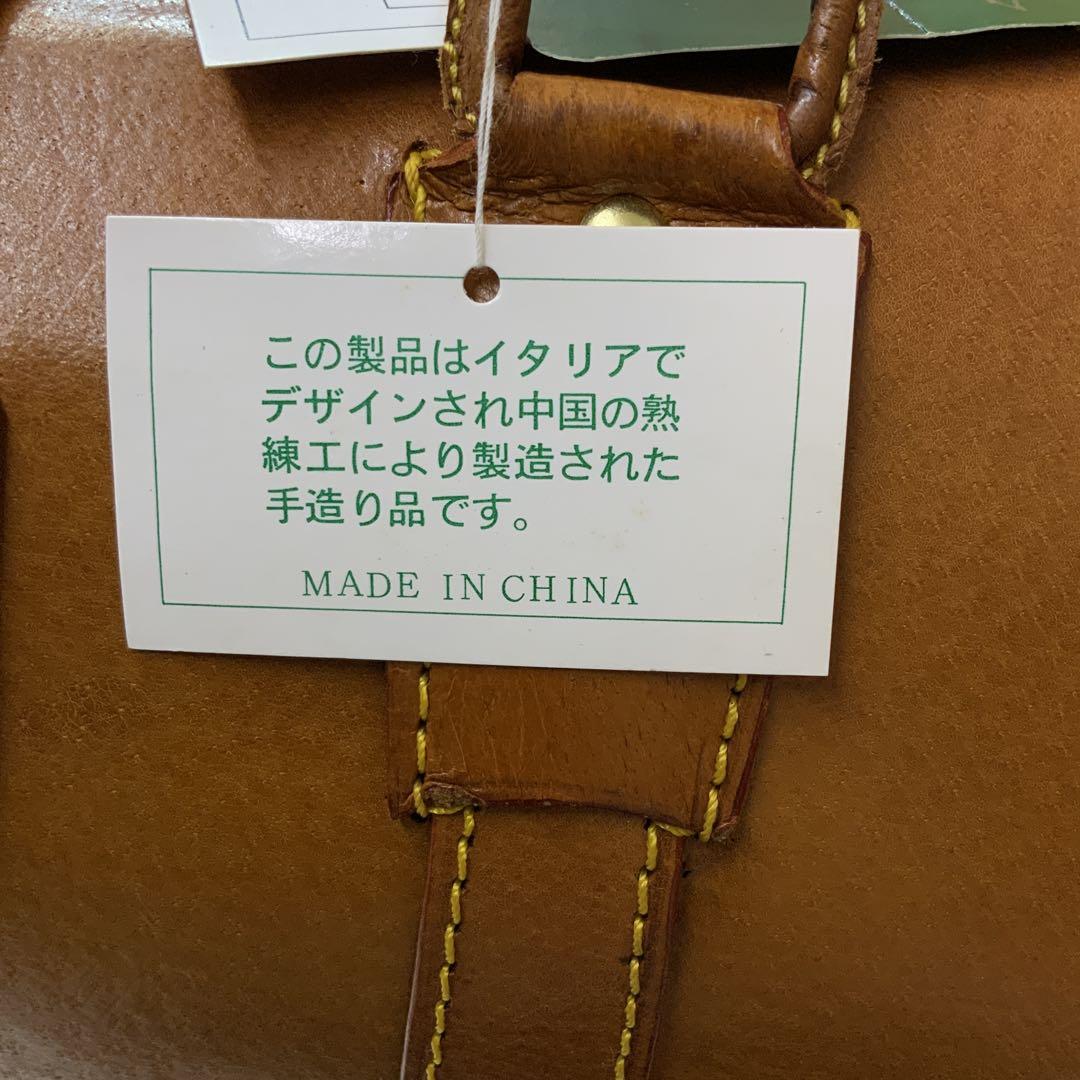 この製品はイタリアで
デザインされ中国の熟
練工により製造された
手造り品です。
MADE IN CHINA